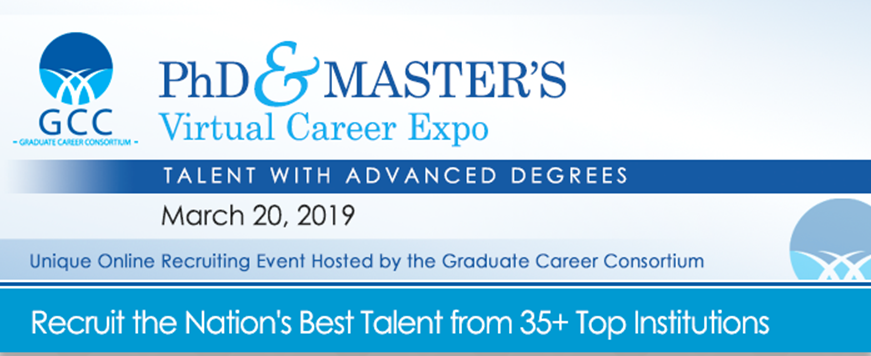 GCC
- GRADUATE CAREER CONSORTIUM -
PhD & MASTER'S
Virtual Career Expo
TALENT WITH ADVANCED DEGREES
March 20, 2019
Unique Online Recruiting Event Hosted by the Graduate Career Consortium
Recruit the Nation's Best Talent from 35+ Top Institutions